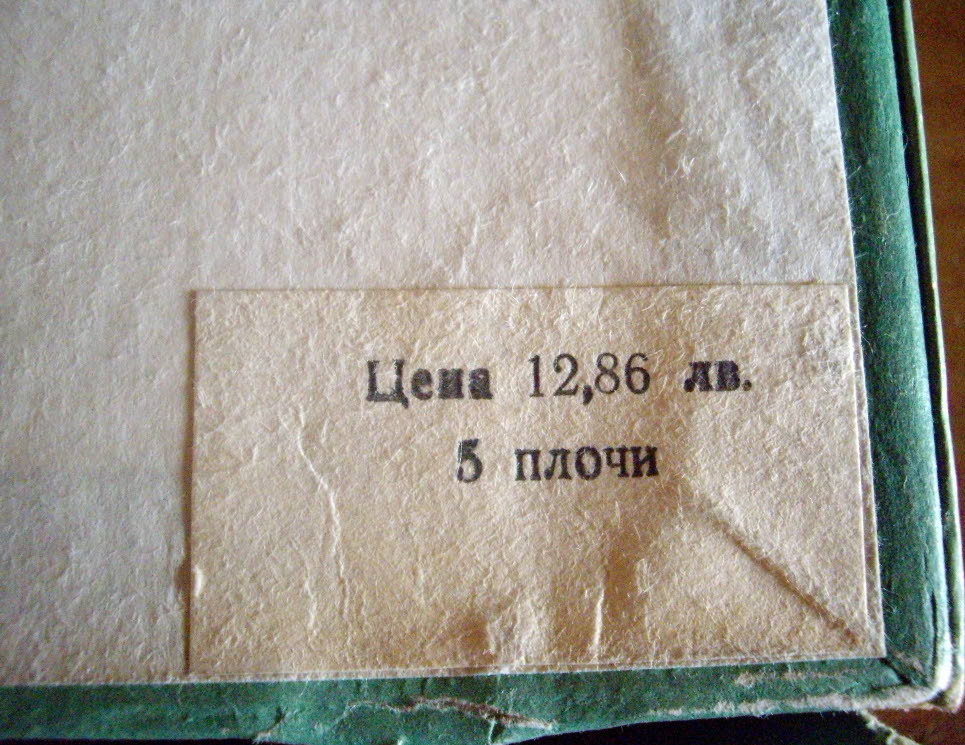 Цена 12,86 лв.
5 плочи